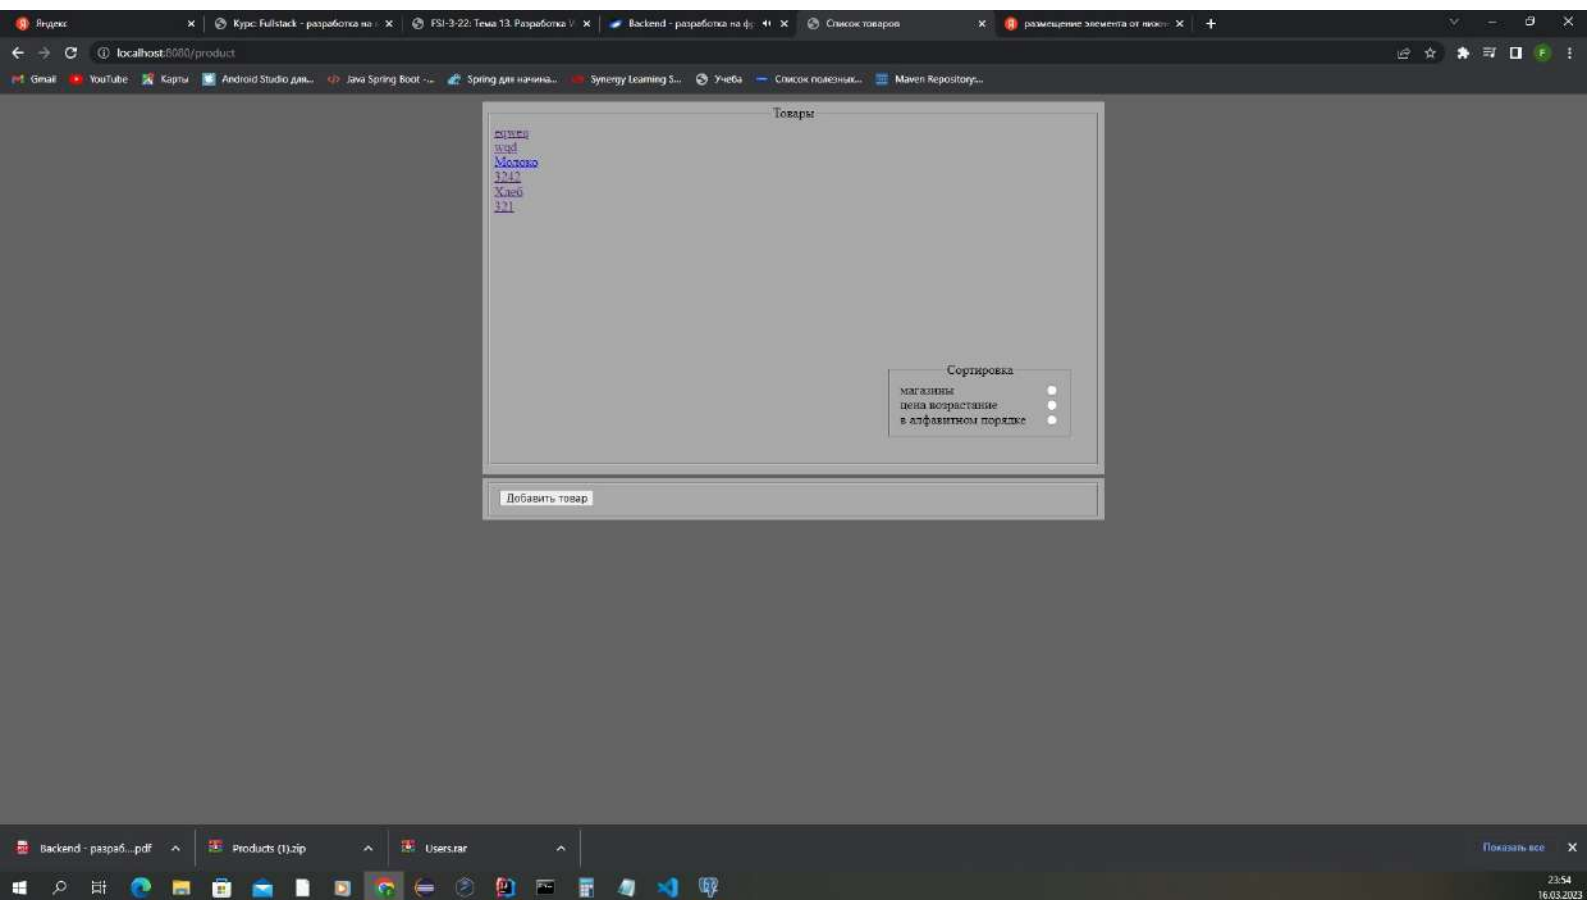 Яндекс
Курс: Fullstack - разработка на
FSI-3-22: Тема 13. Разработка
Backend - разработка на
Список товаров
размещение элемента от
localhost:8080/product
Gmail
YouTube
Карты
Android Studio для...
Java Spring Boot -...
Spring для начина...
Synergy Learning S...
Учеба
Список полезных...
Maven Repository:...
Товары
eqweq
wqd
Молоко
3242
Хлеб
321
Сортировка
магазины
цена возрастание
в алфавитном порядке
Добавить товар
Backend - разраб....pdf
Products (1).zip
Users.rar
Показать все
23:54
16.03.2023